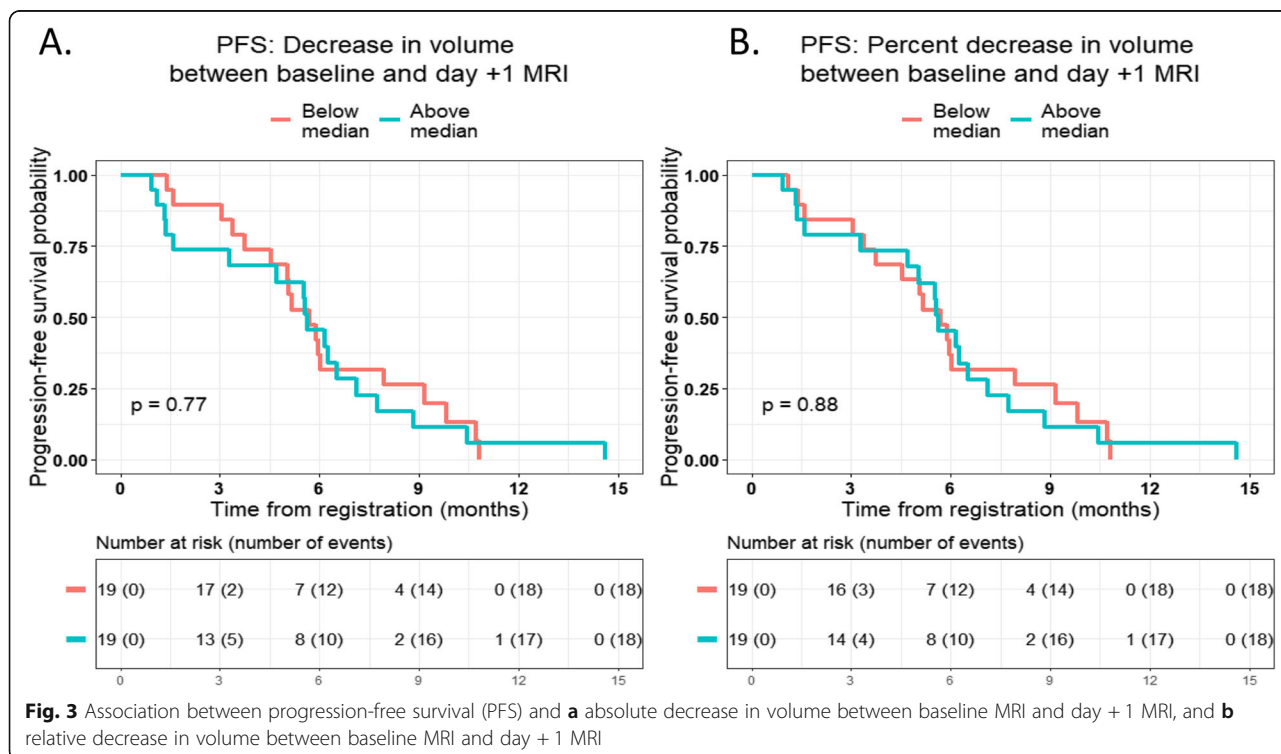 A.
PFS: Decrease in volume
between baseline and day +1 MRI
Below median
Above median
Progression-free survival probability
1.00
0.75
0.50
0.25
0.00
p = 0.77
0 3 6 9 12 15
Time from registration (months)
Number at risk (number of events)
19 (0) 17 (2) 7 (12) 4 (14) 0 (18) 0 (18)
19 (0) 13 (5) 8 (10) 2 (16) 1 (17) 0 (18)
0 3 6 9 12 15
B.
PFS: Percent decrease in volume
between baseline and day +1 MRI
Below median
Above median
Progression-free survival probability
1.00
0.75
0.50
0.25
0.00
p = 0.88
0 3 6 9 12 15
Time from registration (months)
Number at risk (number of events)
19 (0) 16 (3) 7 (12) 4 (14) 0 (18) 0 (18)
19 (0) 14 (4) 8 (10) 2 (16) 1 (17) 0 (18)
0 3 6 9 12 15
Fig. 3 Association between progression-free survival (PFS) and a absolute decrease in volume between baseline MRI and day + 1 MRI, and b
relative decrease in volume between baseline MRI and day + 1 MRI